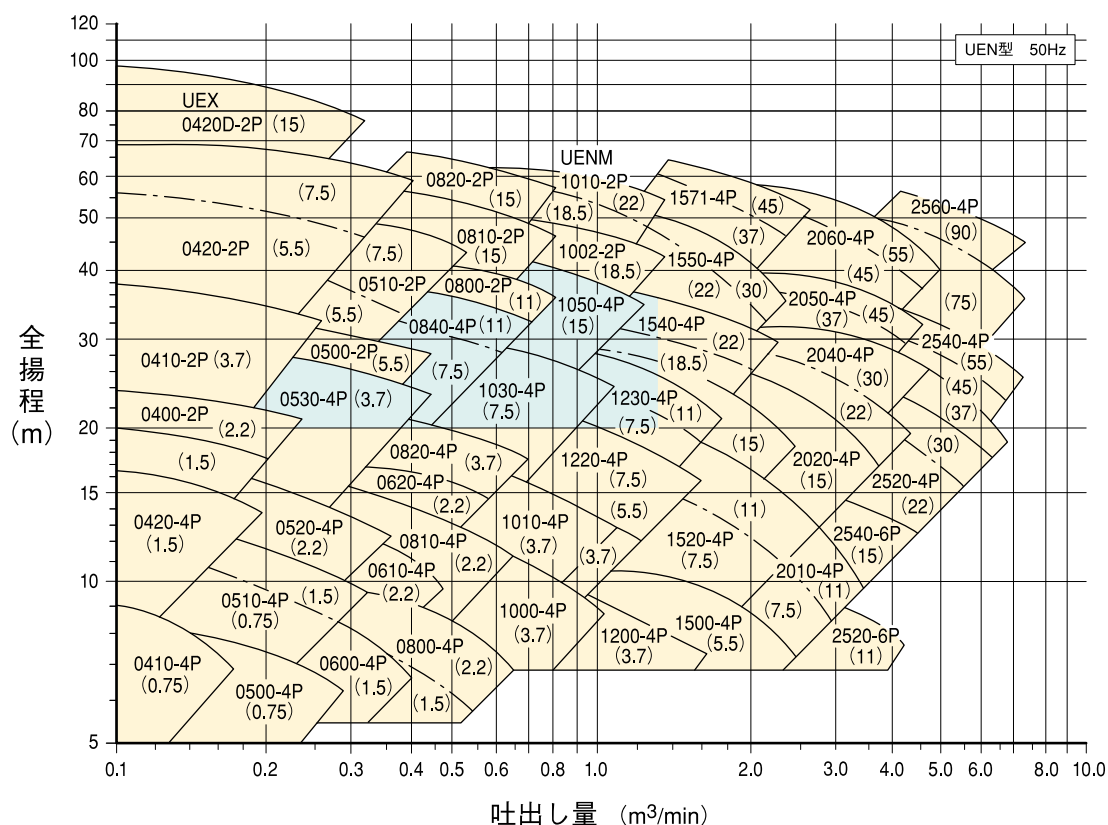 120
100
80
70
60
50
40
30
20
15
10
5
全揚程
(m)
UEN型 50Hz
UEX
0420D-2P (15)
(7.5)
0420-2P (5.5)
0410-2P (3.7)
0400-2P
(2.2)
(1.5)
0420-4P
(1.5)
0410-4P
(0.75)
0820-2P
(15)
UENM
1010-2P
(22)
(18.5)
1571-4P
(45)
(37)
2560-4P
(90)
(75)
0810-2P
(15)
(7.5)
0510-2P
(5.5)
1002-2P
(18.5)
1550-4P
(22)
(30)
2060-4P
(55)
(45)
0800-2P
(11)
1050-4P
(15)
2050-4P
(37)
(45)
0840-4P (11)
(7.5)
1540-4P
(22)
(18.5)
2540-4P
(55)
(45)
(37)
(30)
0500-2P
(5.5)
2040-4P
(30)
(22)
0530-4P (3.7)
1030-4P
(7.5)
1230-4P
(11)
(7.5)
(15)
0820-4P
(3.7)
1220-4P
(7.5)
(5.5)
2020-4P
(15)
(11)
2520-4P
(22)
0620-4P
(2.2)
0520-4P
(2.2)
0810-4P
(2.2)
1010-4P
(3.7)
(3.7)
1520-4P
(7.5)
2540-6P
(15)
0610-4P
(2.2)
2010-4P
(11)
(7.5)
0510-4P
(0.75)
(1.5)
1000-4P
(3.7)
1500-4P
(5.5)
0800-4P
(2.2)
(1.5)
1200-4P
(3.7)
2520-6P
(11)
0600-4P
(1.5)
0500-4P
(0.75)
0.1 0.2 0.3 0.4 0.5 0.6 0.8 1.0 2.0 3.0 4.0 5.0 6.0 7.0 8.0 10.0
吐出し量 (m³/min)